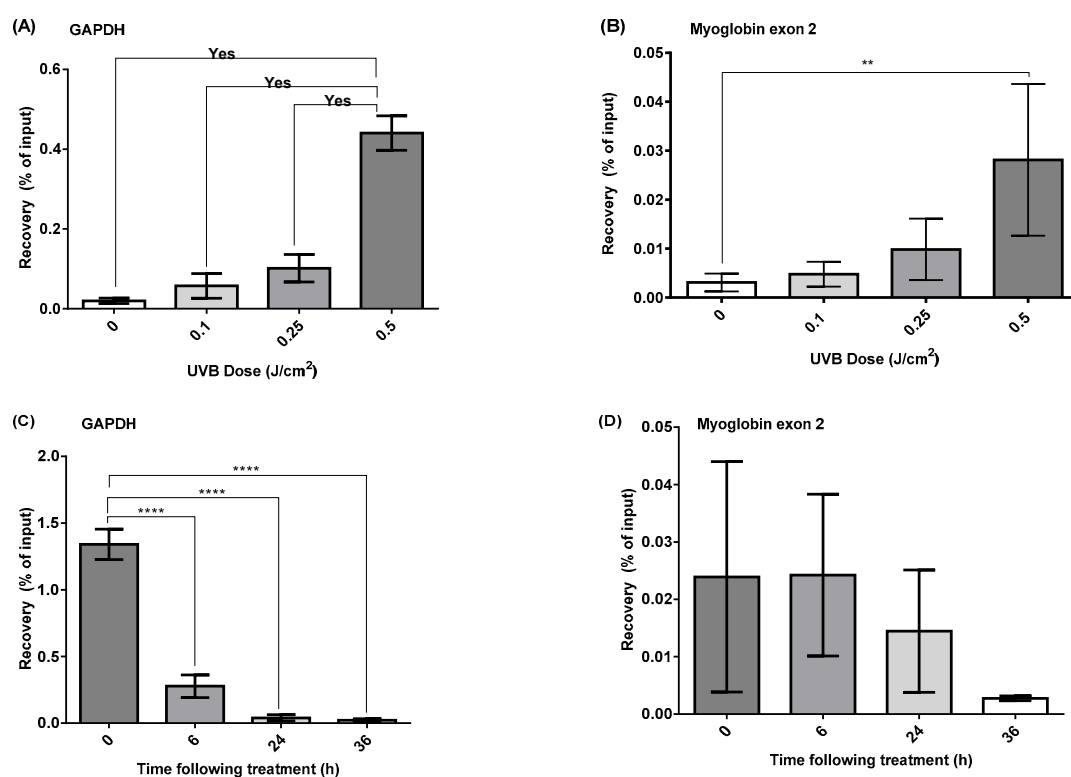 (A) GAPDH
Yes
Yes
Yes
0.6
0.4
0.2
0.0
Recovery (% of input)
0 0.1 0.25 0.5
UVB Dose (J/cm²)
(B) Myoglobin exon 2
**
0.05
0.04
0.03
0.02
0.01
0.00
Recovery (% of input)
0 0.1 0.25 0.5
UVB Dose (J/cm²)
(C) GAPDH
****
****
****
2.0
1.5
1.0
0.5
0.0
Recovery (% of input)
0 6 24 36
Time following treatment (h)
(D) Myoglobin exon 2
0.05
0.04
0.03
0.02
0.01
0.00
Recovery (% of input)
0 6 24 36
Time following treatment (h)